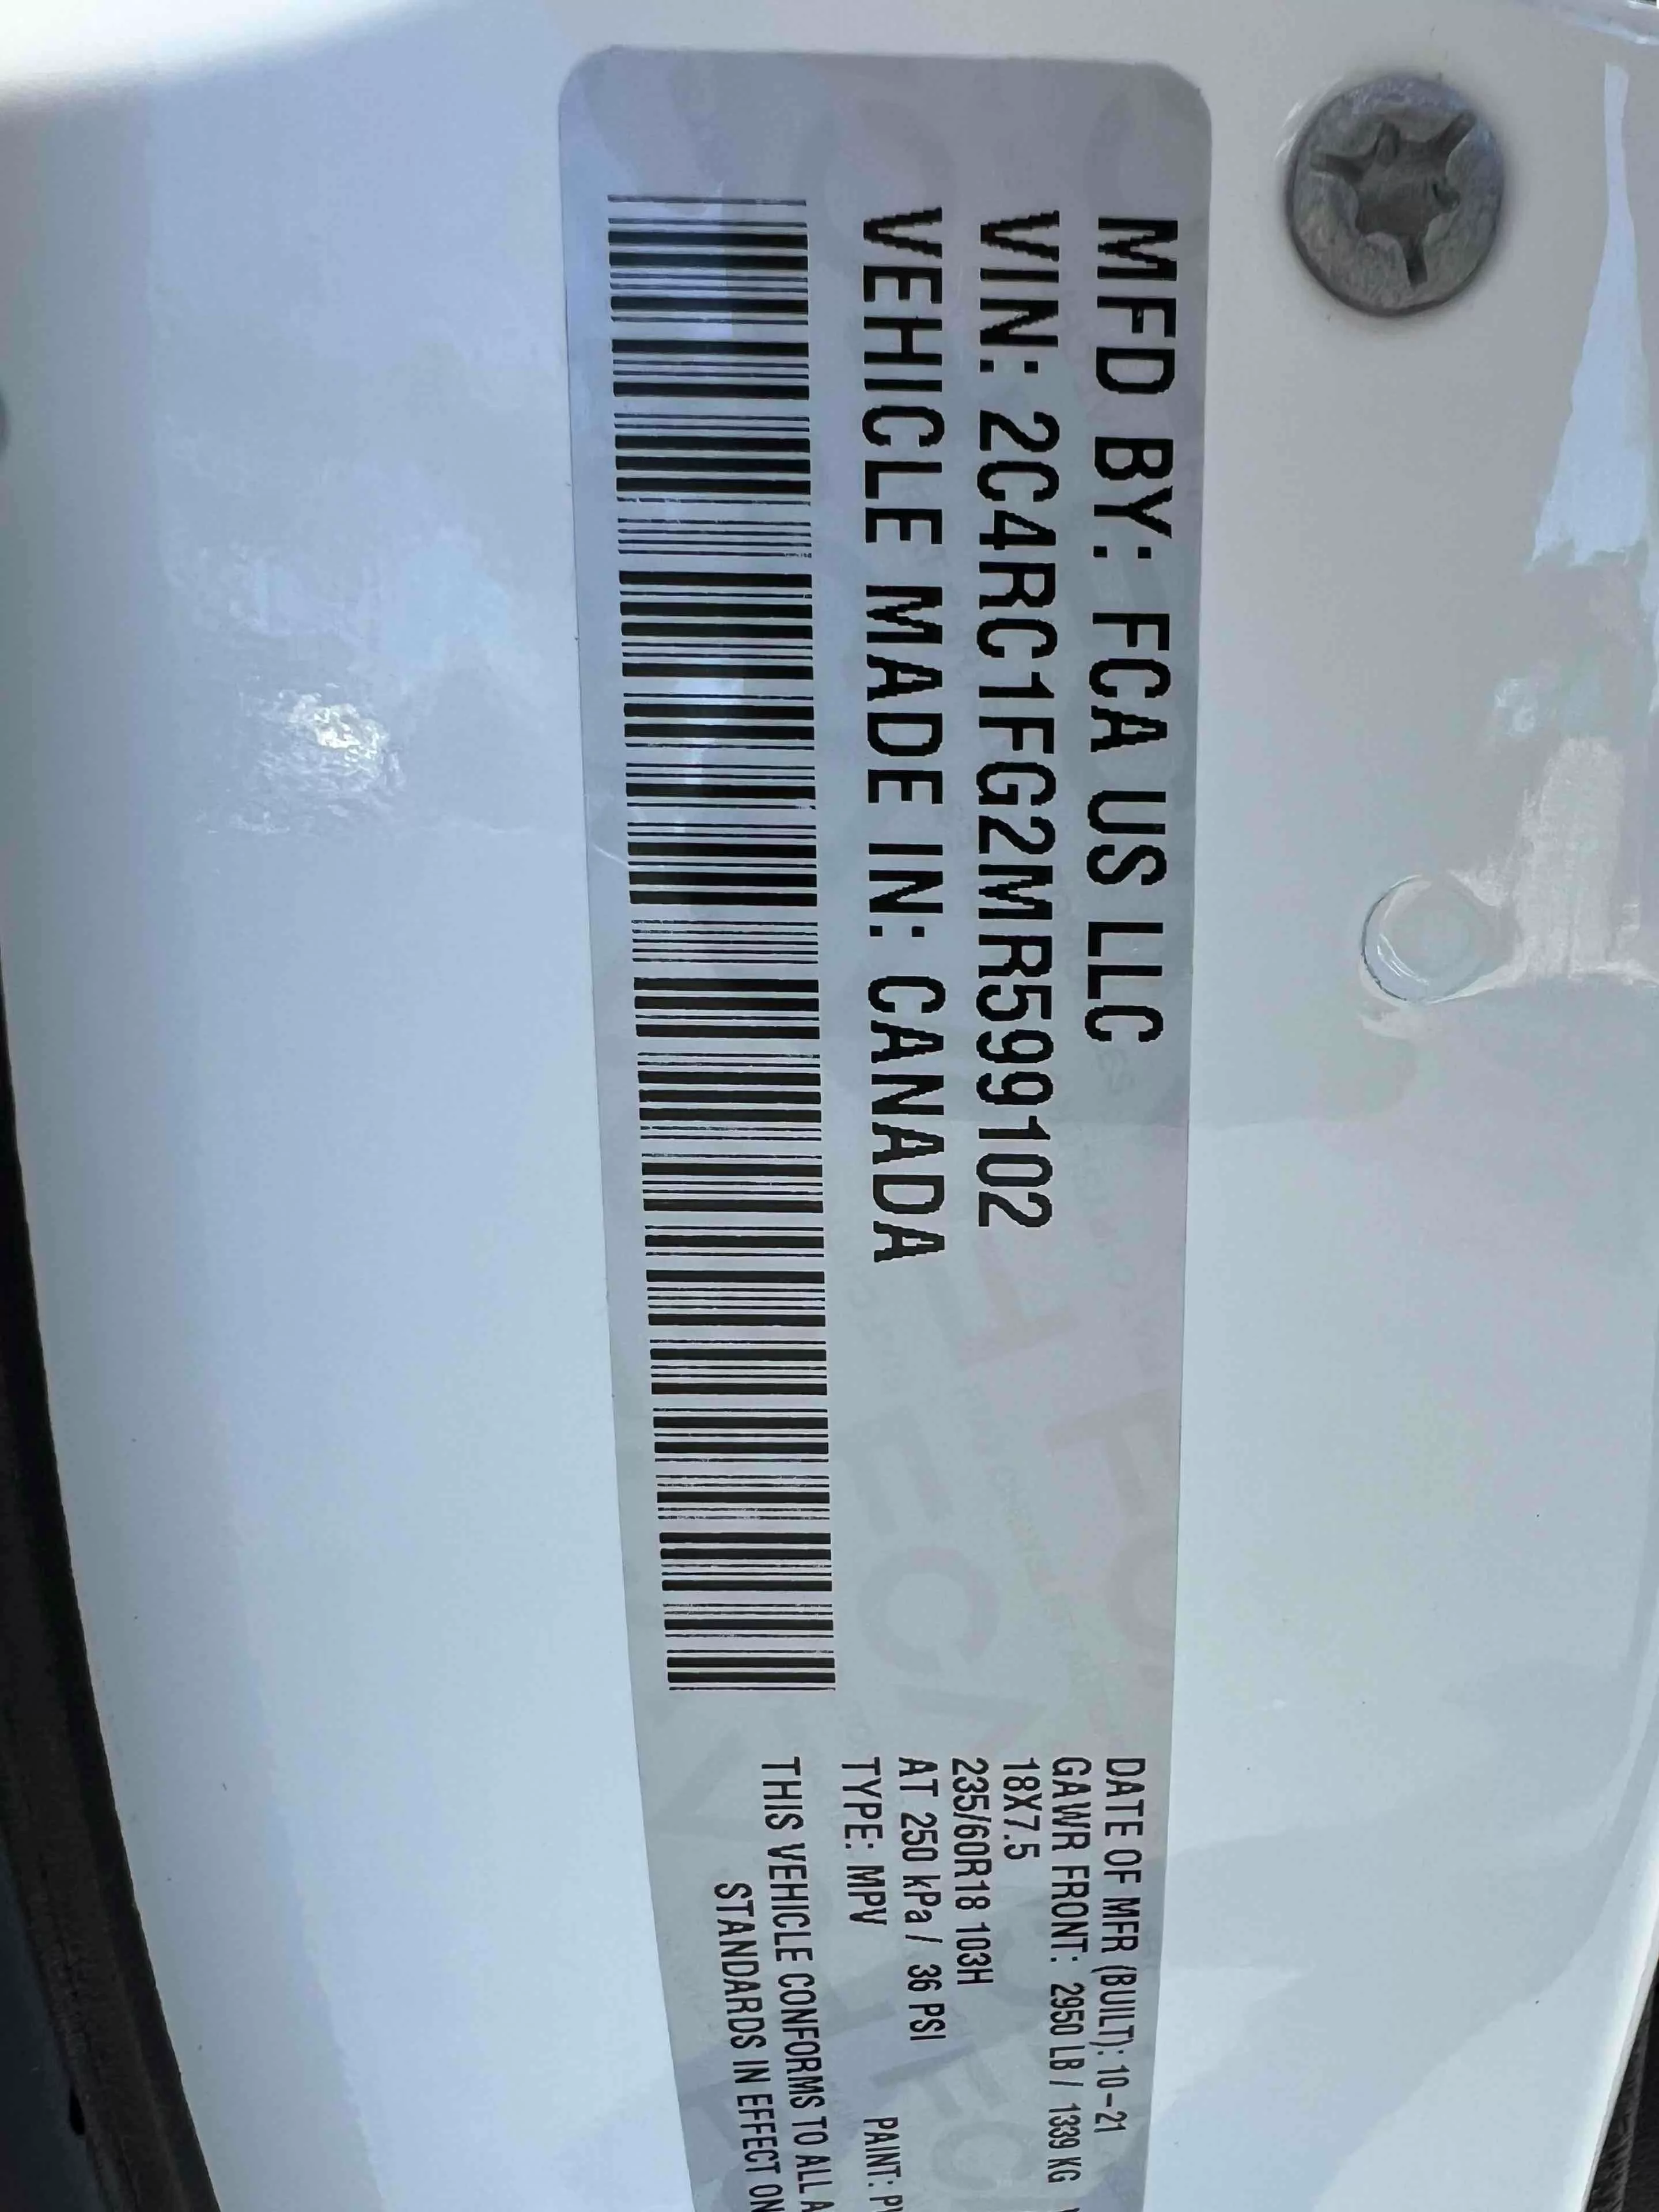 MFD BY: FCA US LLC
VIN: 2C4RC1FG2MR599102
VEHICLE MADE IN: CANADA
DATE OF MFR (BUILT): 10-21
GAWR FRONT: 2950 LB / 1339 KG
18X7.5
235/60R18 103H
AT 250 kPa / 36 PSI
TYPE: MPV PAINT:
THIS VEHICLE CONFORMS TO ALL A
STANDARDS IN EFFECT ON